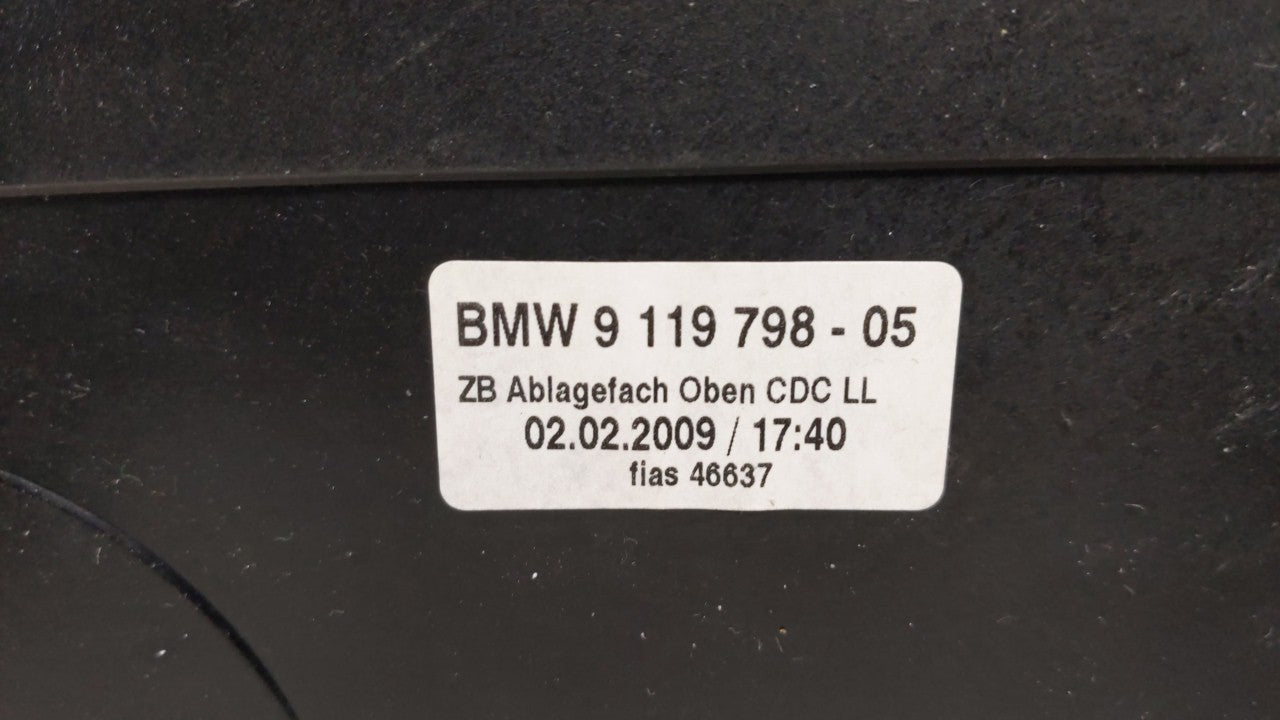 BMW 9 119 798 - 05
ZB Ablagefach Oben CDC LL
02.02.2009 / 17:40
fias 46637